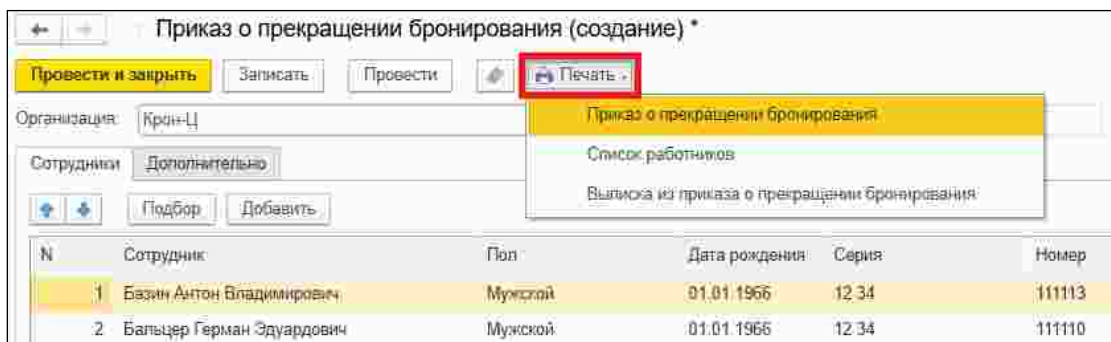 Приказ о прекращении бронирования (создание) *
Провести и закрыть Записать Провести Печать
Организация: Крон-Ц
Приказ о прекращении бронирования
Список работников
Выписка из приказа о прекращении бронирования
Сотрудники Дополнительно
Подбор Добавить
N Сотрудник Пол Дата рождения Серия Номер
1 Базин Антон Владимирович Мужской 01.01.1966 12 34 111113
2 Бальцер Герман Эдуардович Мужской 01.01.1966 12 34 111110